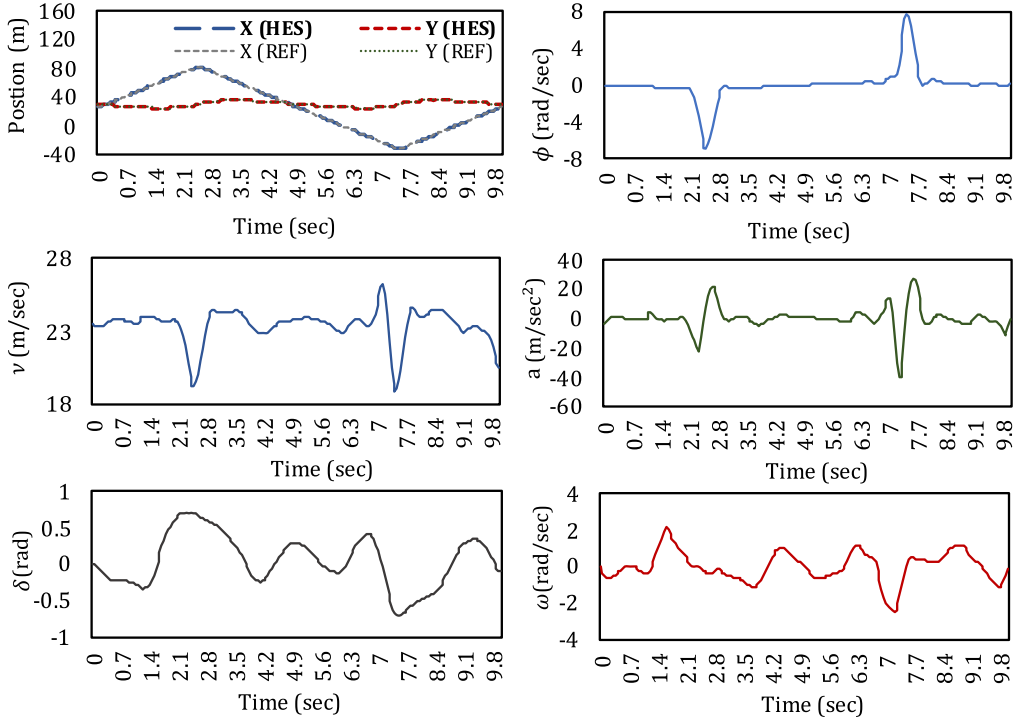 160
120
80
40
0
-40
Postion (m)
X (HES) Y (HES)
X (REF) Y (REF)
0 0.7 1.4 2.1 2.8 3.5 4.2 4.9 5.6 6.3 7 7.7 8.4 9.1 9.8
Time (sec)
8
4
0
-4
-8
ϕ (rad/sec)
0 0.7 1.4 2.1 2.8 3.5 4.2 4.9 5.6 6.3 7 7.7 8.4 9.1 9.8
Time (sec)
28
23
18
v (m/sec)
0 0.7 1.4 2.1 2.8 3.5 4.2 4.9 5.6 6.3 7 7.7 8.4 9.1 9.8
Time (sec)
40
20
0
-20
-40
-60
a (m/sec²)
0 0.7 1.4 2.1 2.8 3.5 4.2 4.9 5.6 6.3 7 7.7 8.4 9.1 9.8
Time (sec)
1
0.5
0
-0.5
-1
δ (rad)
0 0.7 1.4 2.1 2.8 3.5 4.2 4.9 5.6 6.3 7 7.7 8.4 9.1 9.8
Time (sec)
4
2
0
-2
-4
ω(rad/sec)
0 0.7 1.4 2.1 2.8 3.5 4.2 4.9 5.6 6.3 7 7.7 8.4 9.1 9.8
Time (sec)